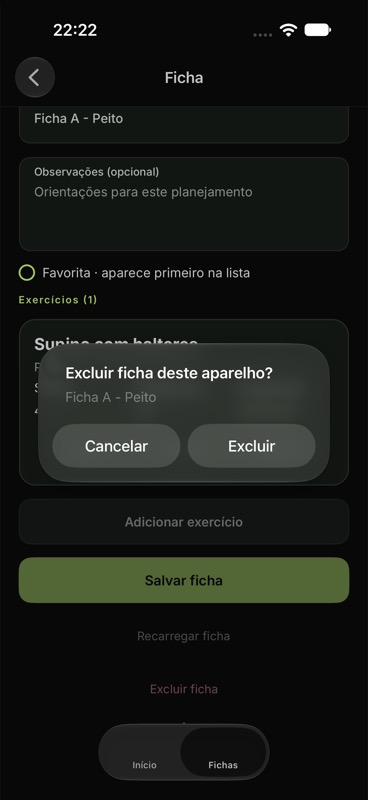 22:22
Ficha
Ficha A - Peito
Observações (opcional)
Orientações para este planejamento
Favorita · aparece primeiro na lista
Exercícios (1)
Supino com halteres
Excluir ficha deste aparelho?
Ficha A - Peito
Cancelar
Excluir
Adicionar exercício
Salvar ficha
Recarregar ficha
Excluir ficha
Início
Fichas